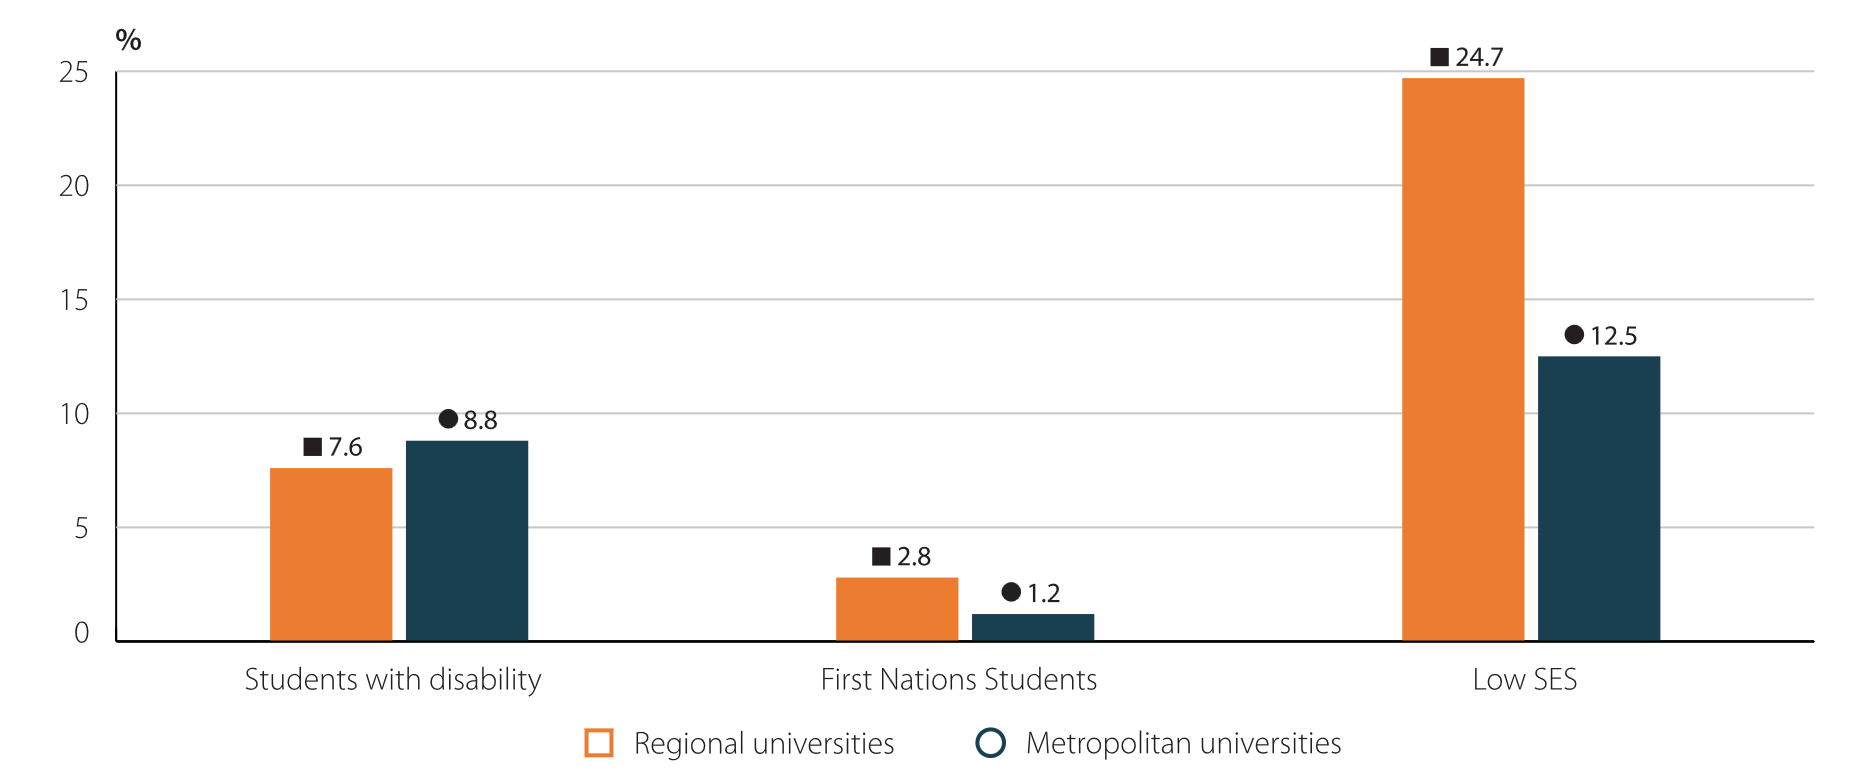 %
25
20
15
10
5
0
7.6
8.8
2.8
1.2
24.7
12.5
Students with disability
First Nations Students
Low SES
Regional universities
Metropolitan universities